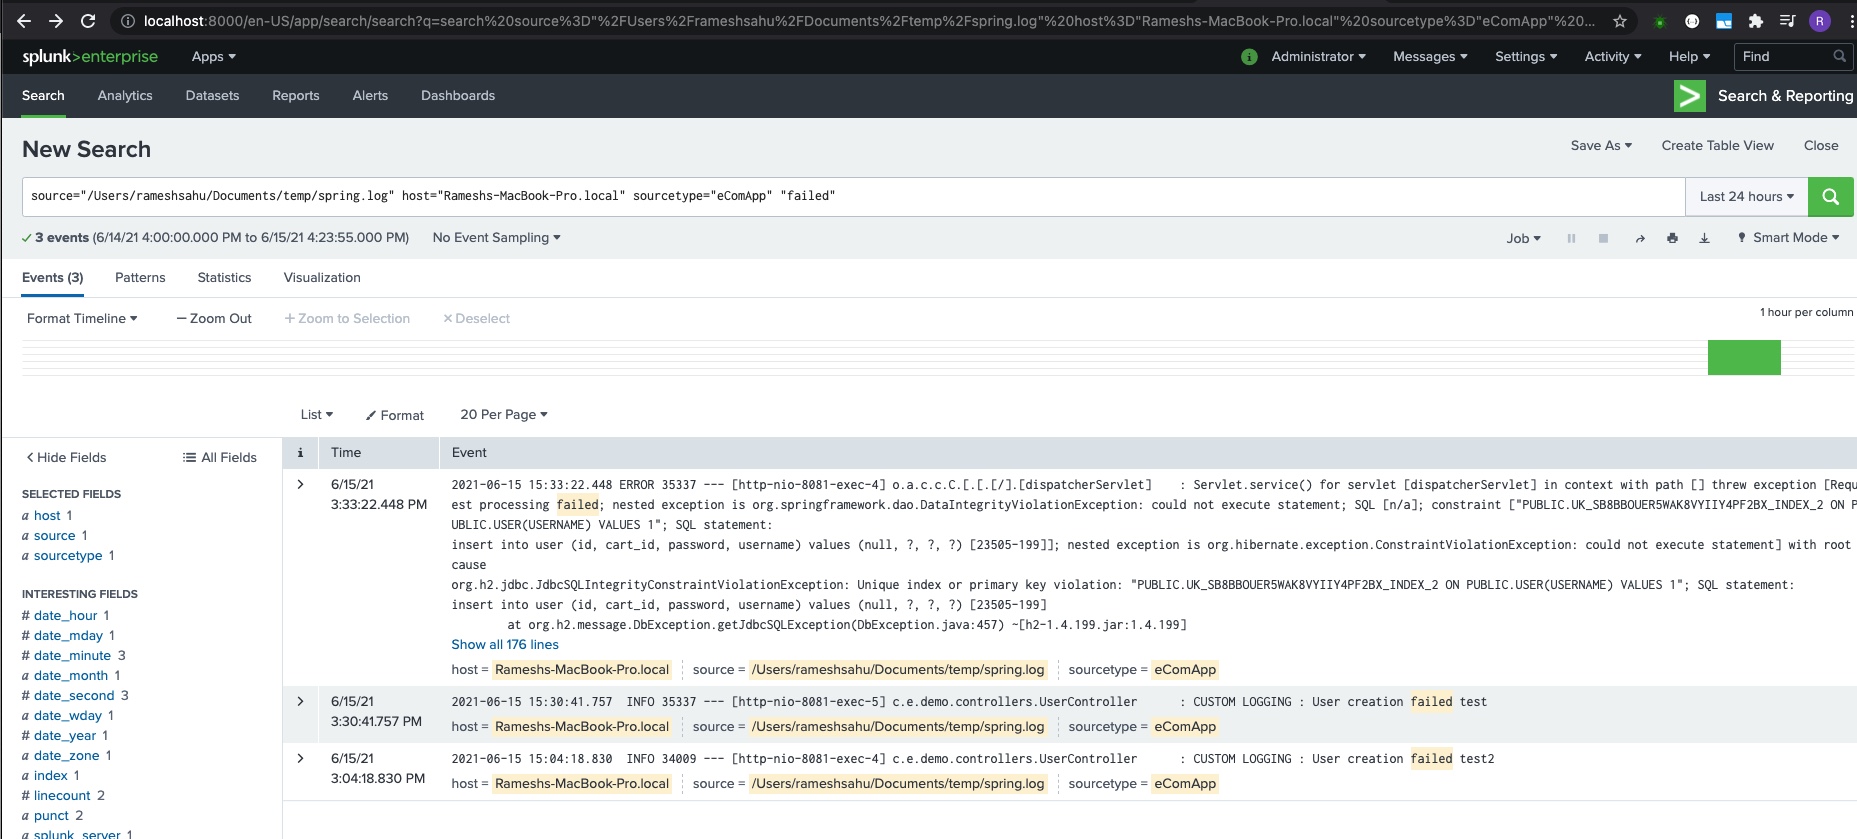 localhost:8000/en-US/app/search/search?q=search%20source%3D"%2FUsers%2Frameshsahu%2FDocuments%2Ftemp%2Fspring.log"%20host%3D"Rameshs-MacBook-Pro.local"%20sourcetype%3D"eComApp"%20... R
splunk>enterprise Apps i Administrator Messages Settings Activity Help Find
Search Analytics Datasets Reports Alerts Dashboards > Search & Reporting
New Search Save As Create Table View Close
source="/Users/rameshsahu/Documents/temp/spring.log" host="Rameshs-MacBook-Pro.local" sourcetype="eComApp" "failed" Last 24 hours
✓ 3 events (6/14/21 4:00:00.000 PM to 6/15/21 4:23:55.000 PM) No Event Sampling Job Smart Mode
Events (3) Patterns Statistics Visualization
Format Timeline — Zoom Out + Zoom to Selection × Deselect 1 hour per column
List Format 20 Per Page
< Hide Fields All Fields
SELECTED FIELDS
a host 1
a source 1
a sourcetype 1
INTERESTING FIELDS
# date_hour 1
# date_mday 1
# date_minute 3
a date_month 1
# date_second 3
a date_wday 1
# date_year 1
a date_zone 1
a index 1
# linecount 2
a punct 2
a splunk_server 1
i Time Event
> 6/15/21
3:33:22.448 PM
2021-06-15 15:33:22.448 ERROR 35337 --- [http-nio-8081-exec-4] o.a.c.c.C.[.[.[/].[dispatcherServlet] : Servlet.service() for servlet [dispatcherServlet] in context with path [] threw exception [Requ
est processing failed; nested exception is org.springframework.dao.DataIntegrityViolationException: could not execute statement; SQL [n/a]; constraint ["PUBLIC.UK_SB8BBOUER5WAK8VYIIY4PF2BX_INDEX_2 ON P
UBLIC.USER(USERNAME) VALUES 1"; SQL statement:
insert into user (id, cart_id, password, username) values (null, ?, ?, ?) [23505-199]]; nested exception is org.hibernate.exception.ConstraintViolationException: could not execute statement] with root
cause
org.h2.jdbc.JdbcSQLIntegrityConstraintViolationException: Unique index or primary key violation: "PUBLIC.UK_SB8BBOUER5WAK8VYIIY4PF2BX_INDEX_2 ON PUBLIC.USER(USERNAME) VALUES 1"; SQL statement:
insert into user (id, cart_id, password, username) values (null, ?, ?, ?) [23505-199]
at org.h2.message.DbException.getJdbcSQLException(DbException.java:457) ~[h2-1.4.199.jar:1.4.199]
Show all 176 lines
host = Rameshs-MacBook-Pro.local source = /Users/rameshsahu/Documents/temp/spring.log sourcetype = eComApp
> 6/15/21
3:30:41.757 PM
2021-06-15 15:30:41.757 INFO 35337 --- [http-nio-8081-exec-5] c.e.demo.controllers.UserController : CUSTOM LOGGING : User creation failed test
host = Rameshs-MacBook-Pro.local source = /Users/rameshsahu/Documents/temp/spring.log sourcetype = eComApp
> 6/15/21
3:04:18.830 PM
2021-06-15 15:04:18.830 INFO 34009 --- [http-nio-8081-exec-4] c.e.demo.controllers.UserController : CUSTOM LOGGING : User creation failed test2
host = Rameshs-MacBook-Pro.local source = /Users/rameshsahu/Documents/temp/spring.log sourcetype = eComApp